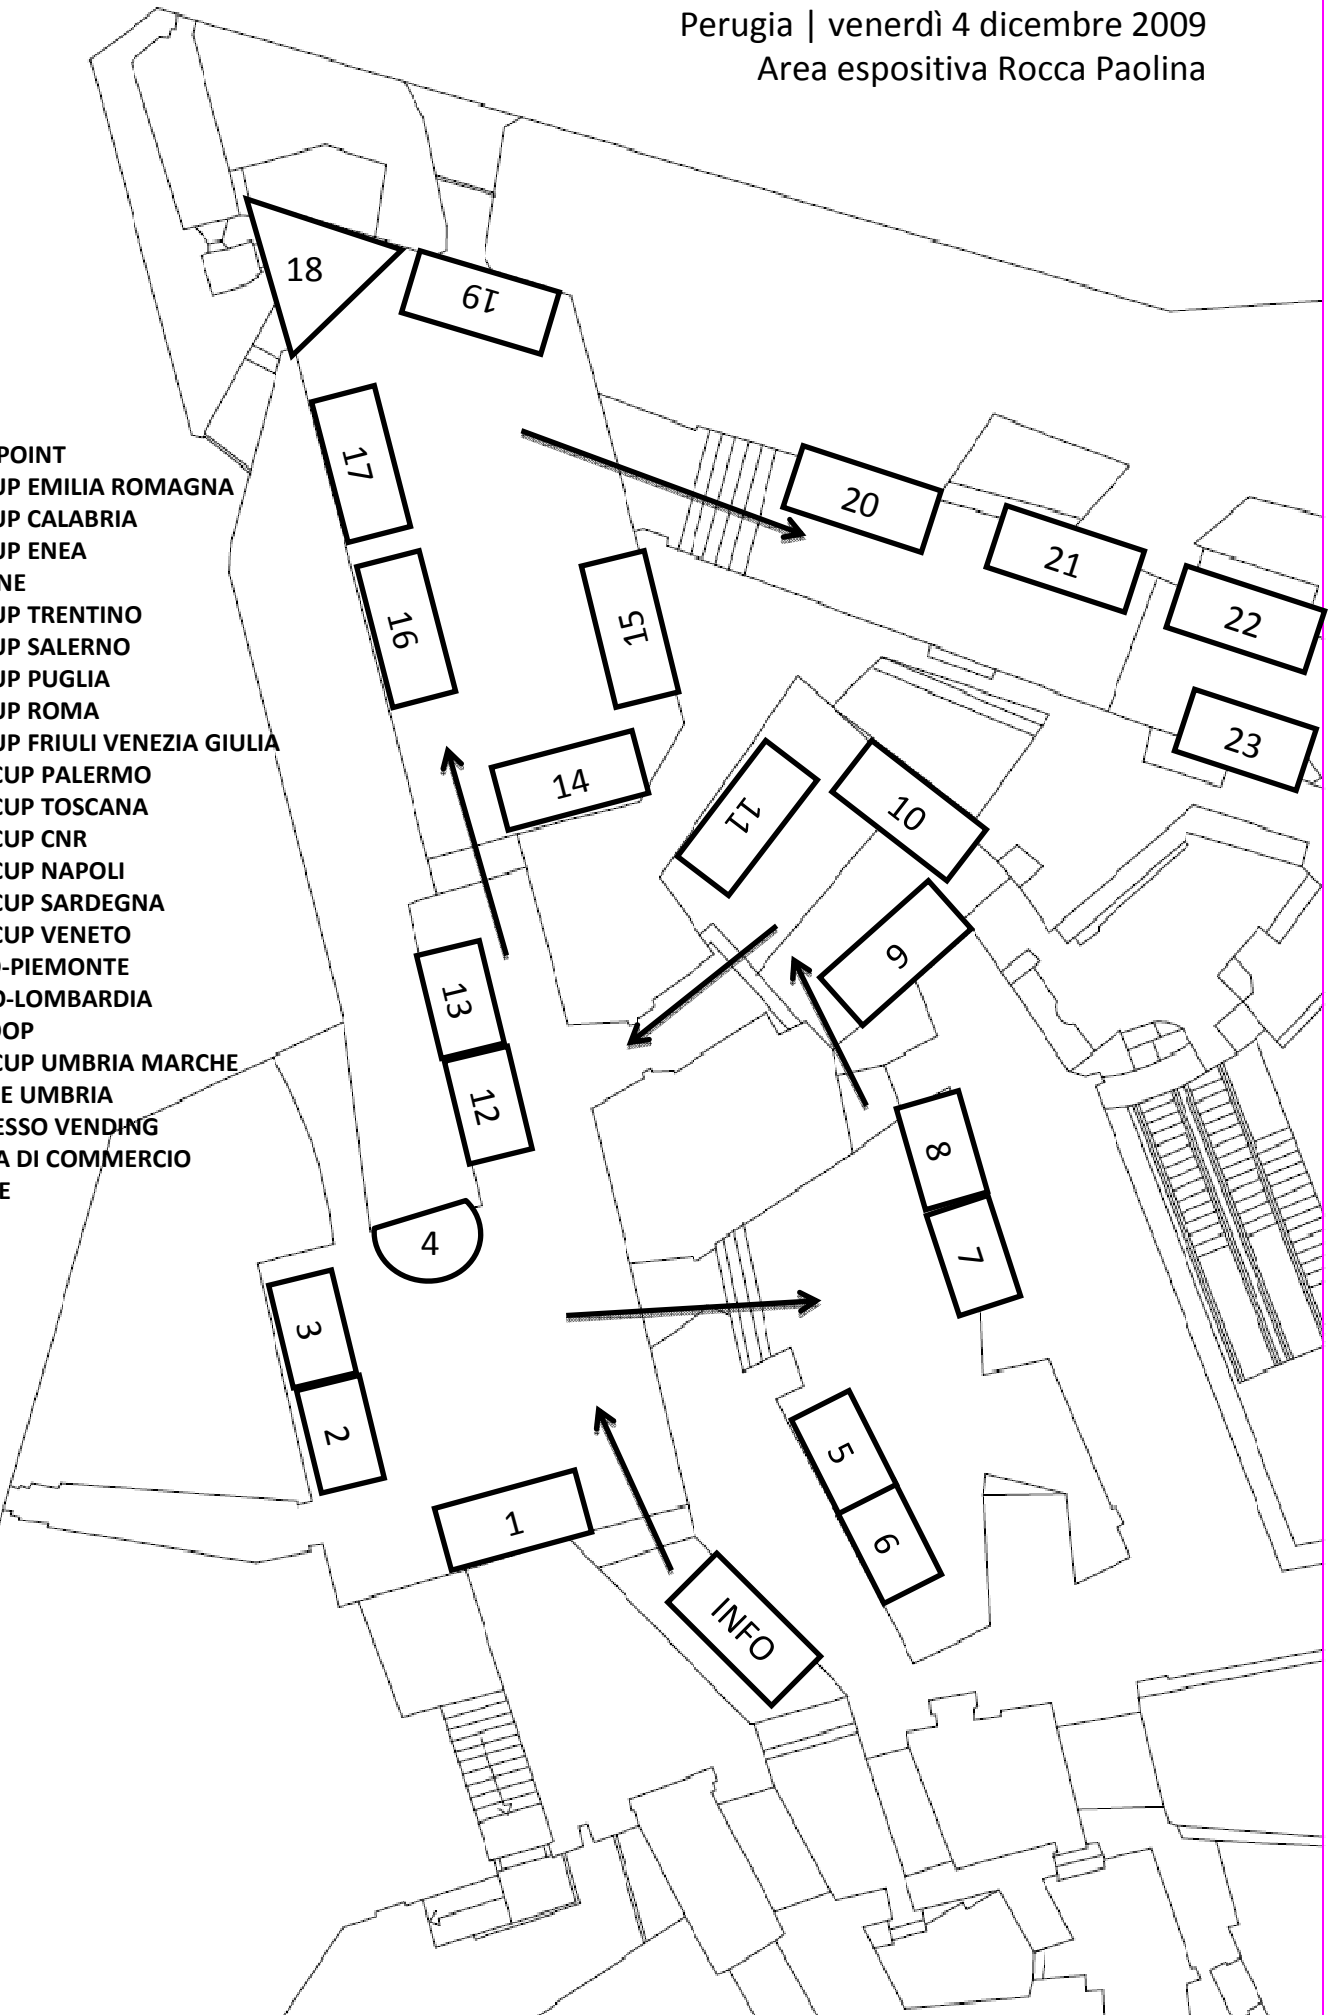 Perugia | venerdì 4 dicembre 2009
Area espositiva Rocca Paolina
POINT
UP EMILIA ROMAGNA
UP CALABRIA
UP ENEA
NE
UP TRENTINO
UP SALERNO
UP PUGLIA
UP ROMA
UP FRIULI VENEZIA GIULIA
CUP PALERMO
CUP TOSCANA
CUP CNR
CUP NAPOLI
CUP SARDEGNA
CUP VENETO
-PIEMONTE
O-LOMBARDIA
OOP
CUP UMBRIA MARCHE
E UMBRIA
ESSO VENDING
A DI COMMERCIO
E
18
19
17
20
21
22
16
15
23
14
11
10
9
13
12
8
7
4
3
2
5
6
1
INFO